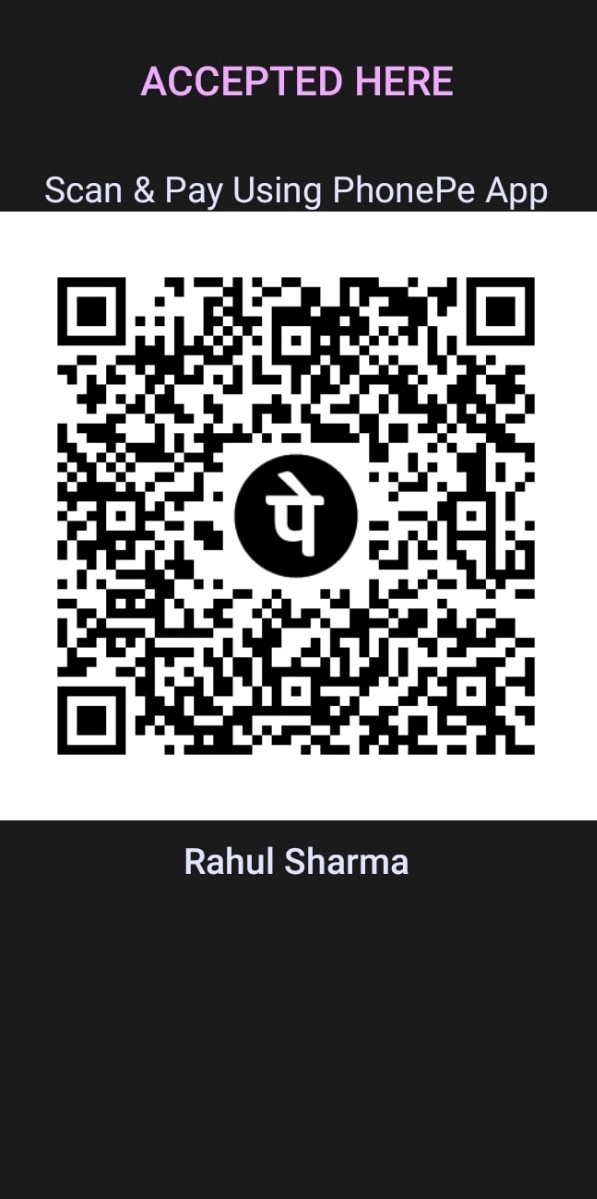 ACCEPTED HERE
Scan & Pay Using PhonePe App
पे
Rahul Sharma